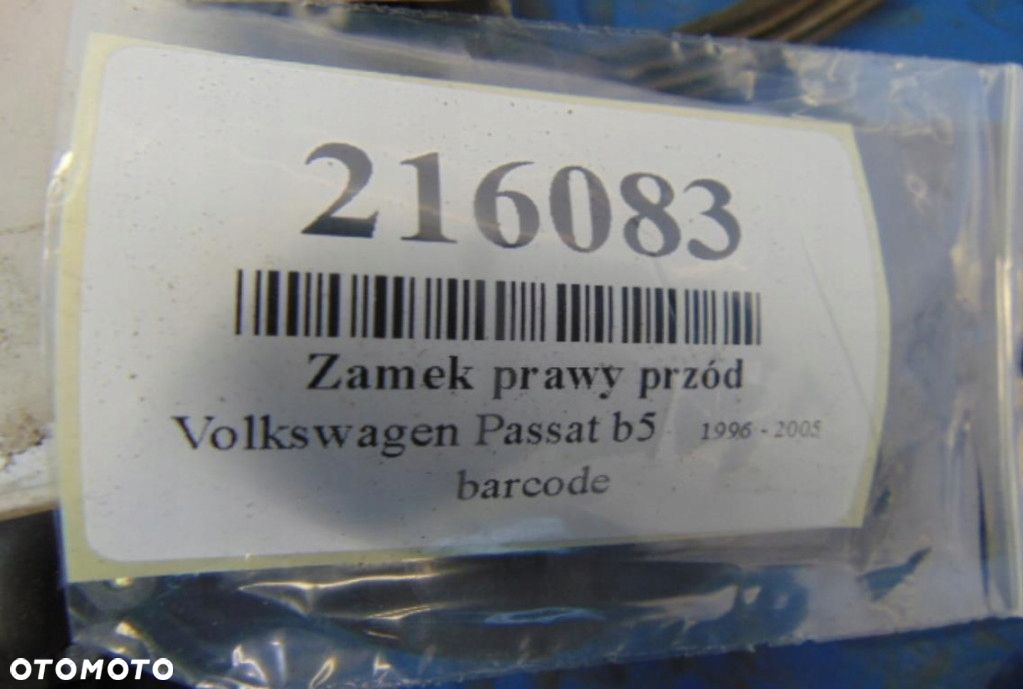 216083
Zamek prawy przód
Volkswagen Passat b5 1996 - 2005
barcode
OTOMOTO